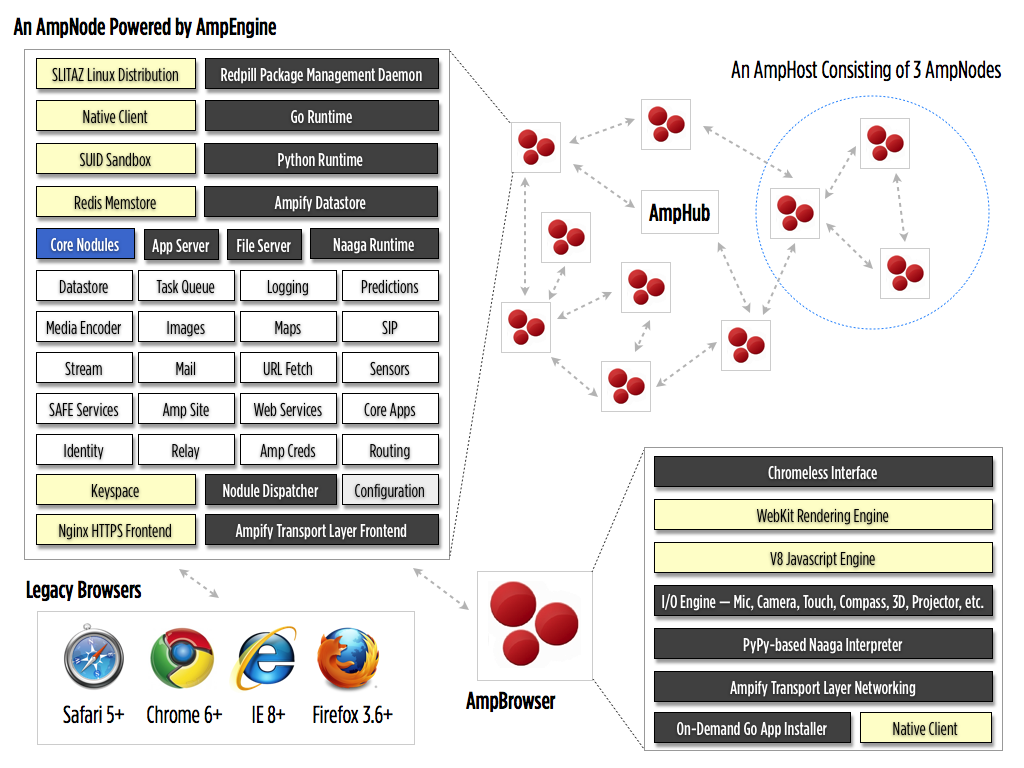 An AmpNode Powered by AmpEngine
SLITAZ Linux Distribution
Redpill Package Management Daemon
Native Client
Go Runtime
SUID Sandbox
Python Runtime
Redis Memstore
Ampify Datastore
Core Nodules
App Server
File Server
Naaga Runtime
Datastore
Task Queue
Logging
Predictions
Media Encoder
Images
Maps
SIP
Stream
Mail
URL Fetch
Sensors
SAFE Services
Amp Site
Web Services
Core Apps
Identity
Relay
Amp Creds
Routing
Keyspace
Nodule Dispatcher
Configuration
Nginx HTTPS Frontend
Ampify Transport Layer Frontend
An AmpHost Consisting of 3 AmpNodes
AmpHub
Legacy Browsers
Safari 5+
Chrome 6+
IE 8+
Firefox 3.6+
AmpBrowser
Chromeless Interface
WebKit Rendering Engine
V8 Javascript Engine
I/O Engine — Mic, Camera, Touch, Compass, 3D, Projector, etc.
PyPy-based Naaga Interpreter
Ampify Transport Layer Networking
On-Demand Go App Installer
Native Client